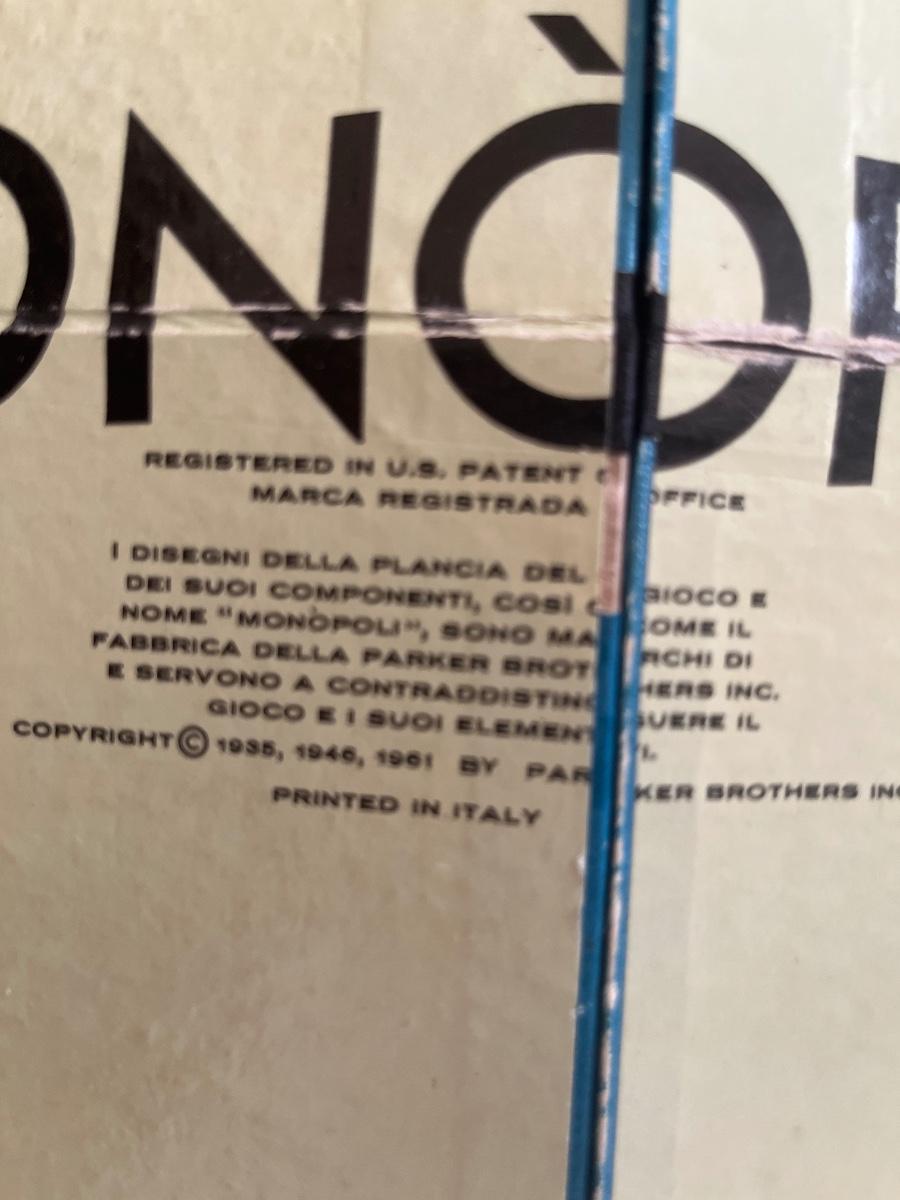 ONÒP
REGISTERED IN U.S. PATENT OFFICE
MARCA REGISTRADA
I DISEGNI DELLA PLANCIA DEL GIOCO E
DEI SUOI COMPONENTI, COSÌ COME IL
NOME "MONÒPOLI", SONO MARCHI DI
FABBRICA DELLA PARKER BROTHERS INC.
E SERVONO A CONTRADDISTINGUERE IL
GIOCO E I SUOI ELEMENTI.
COPYRIGHT © 1935, 1946, 1961 BY PARKER BROTHERS INC
PRINTED IN ITALY